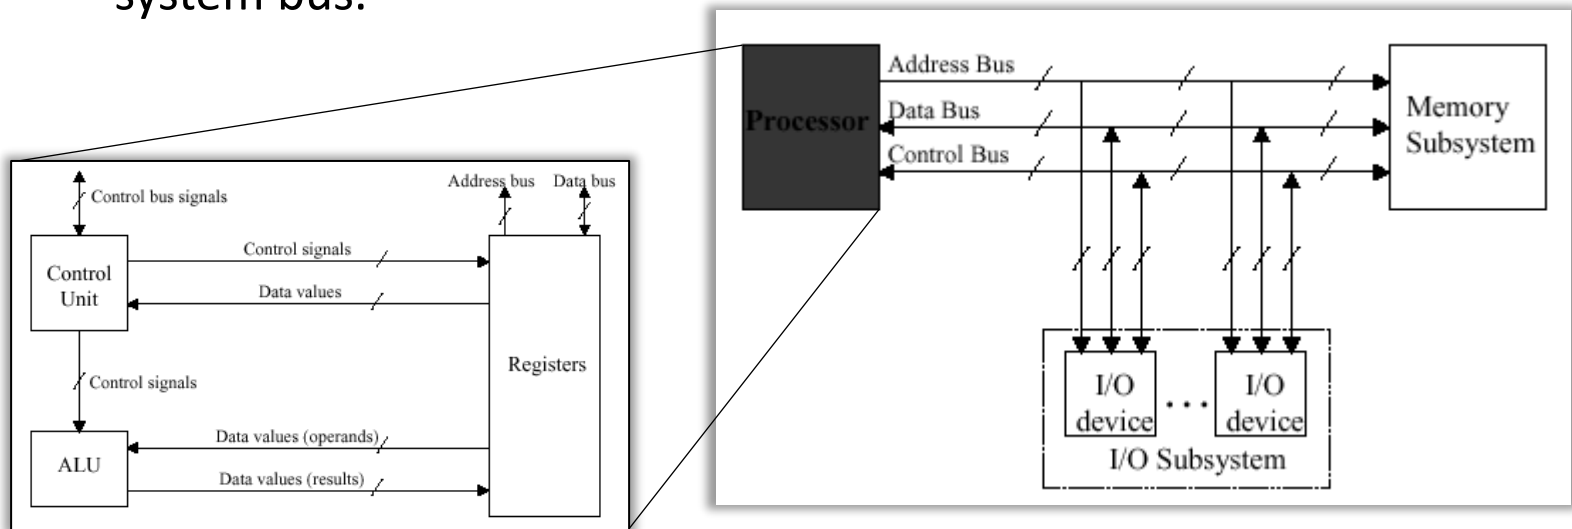 system bus.
Address Bus
Data Bus
Control Bus
Processor
Memory
Subsystem
I/O
device
. . .
I/O
device
I/O Subsystem
Control bus signals
Address bus
Data bus
Control
Unit
Control signals
Data values
Registers
Control signals
ALU
Data values (operands)
Data values (results)